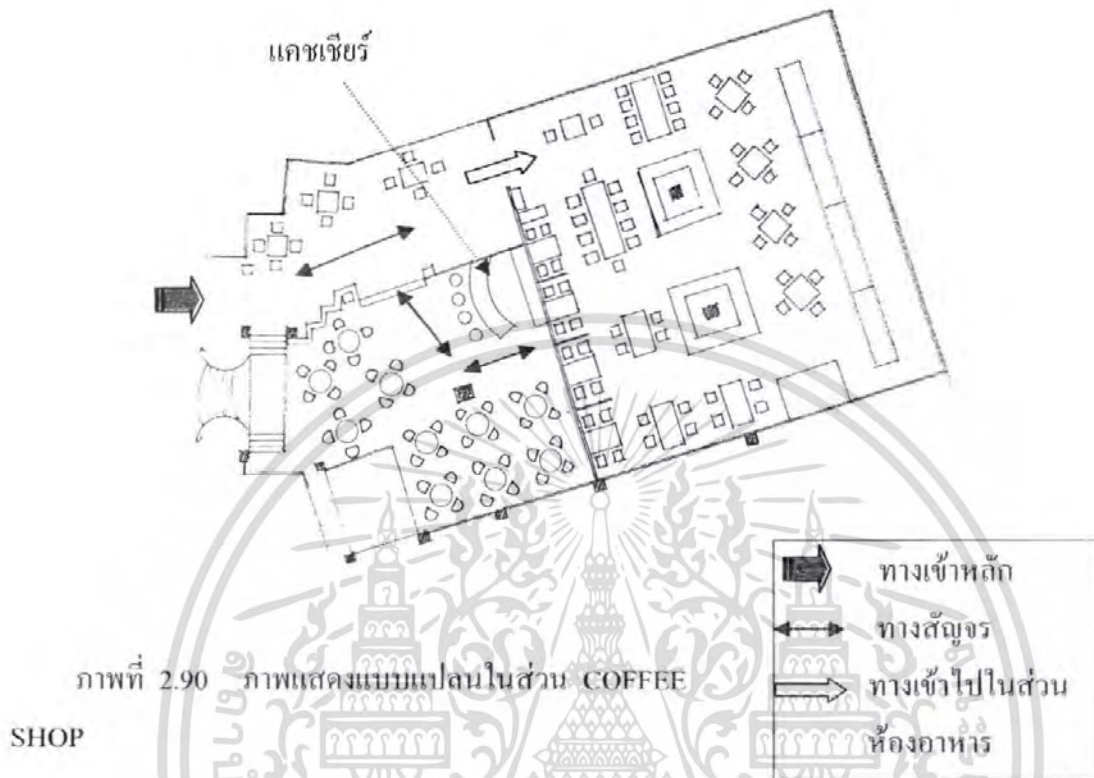 แคชเชียร์
ทางเข้าหลัก
ทางสัญจร
ทางเข้าไปในส่วน
ห้องอาหาร
ภาพที่ 2.90 ภาพแสดงแบบแปลนในส่วน COFFEE
SHOP